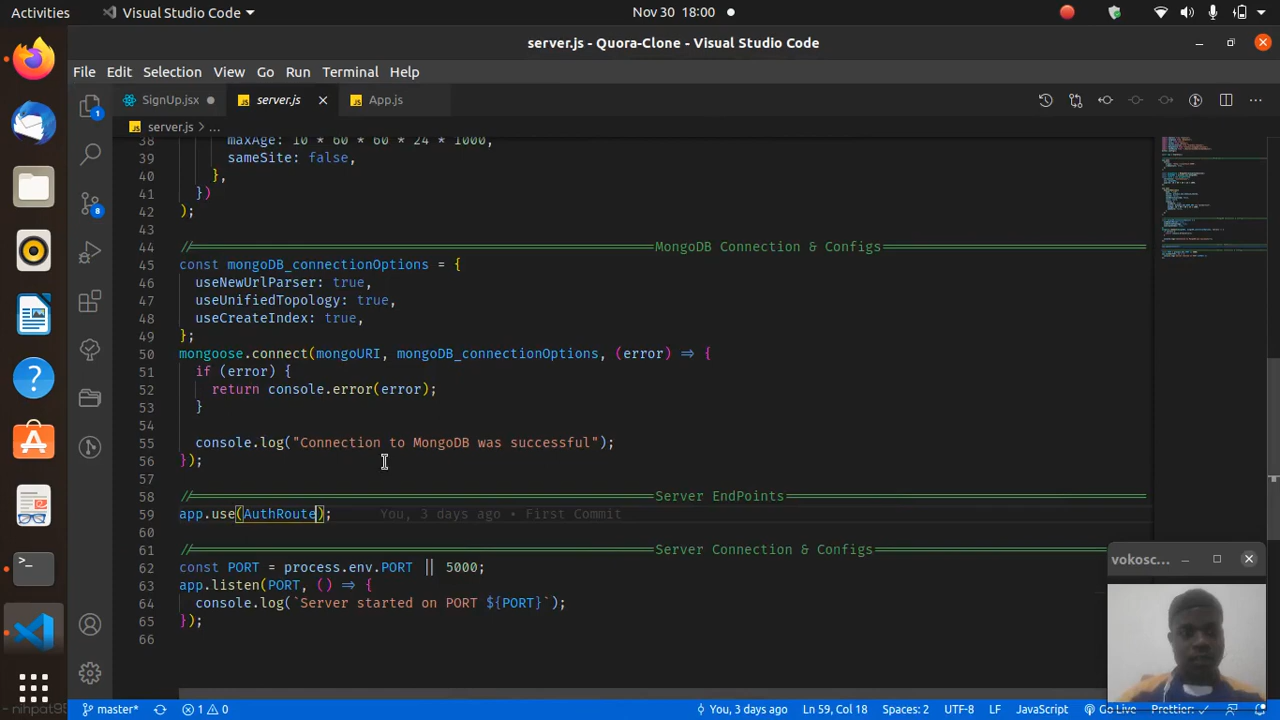 Activities
Visual Studio Code
Nov 30 18:00
server.js - Quora-Clone - Visual Studio Code
File Edit Selection View Go Run Terminal Help
SignUp.jsx
JS server.js
JS App.js
JS server.js > ...
38 maxAge: 10 * 60 * 60 * 24 * 1000,
39 sameSite: false,
40 },
41 })
42 );
43
44 //═══════════════MongoDB Connection & Configs═══════════════
45 const mongoDB_connectionOptions = {
46 useNewUrlParser: true,
47 useUnifiedTopology: true,
48 useCreateIndex: true,
49 };
50 mongoose.connect(mongoURI, mongoDB_connectionOptions, (error) => {
51 if (error) {
52 return console.error(error);
53 }
54
55 console.log("Connection to MongoDB was successful");
56 });
57
58 //═══════════════Server EndPoints═══════════════
59 app.use(AuthRoute); You, 3 days ago • First Commit
60
61 //═══════════════Server Connection & Configs═══════════════
62 const PORT = process.env.PORT || 5000;
63 app.listen(PORT, () => {
64 console.log(`Server started on PORT ${PORT}`);
65 });
66
1
8
vokosc...
master* 1 0 You, 3 days ago Ln 59, Col 18 Spaces: 2 UTF-8 LF JavaScript Go Live Prettier: ✓